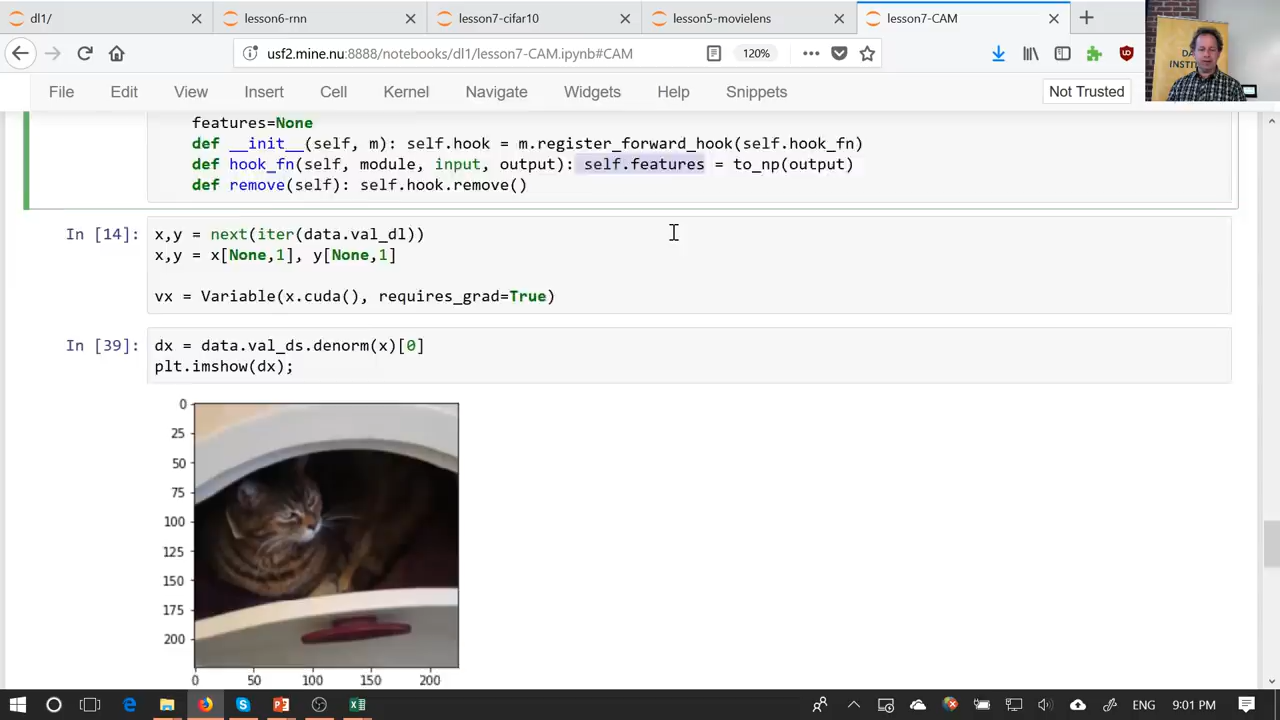 dl1/
lesson6-rnn
lesson7-cifar10
lesson5-movielens
lesson7-CAM
usf2.mine.nu:8888/notebooks/dl1/lesson7-CAM.ipynb#CAM
120%
File Edit View Insert Cell Kernel Navigate Widgets Help Snippets
Not Trusted
features=None
def __init__(self, m): self.hook = m.register_forward_hook(self.hook_fn)
def hook_fn(self, module, input, output): self.features = to_np(output)
def remove(self): self.hook.remove()
In [14]:
x,y = next(iter(data.val_dl))
x,y = x[None,1], y[None,1]
vx = Variable(x.cuda(), requires_grad=True)
In [39]:
dx = data.val_ds.denorm(x)[0]
plt.imshow(dx);
0
25
50
75
100
125
150
175
200
0 50 100 150 200
ENG 9:01 PM